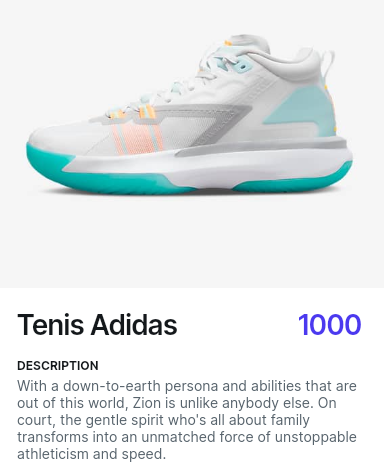 Tenis Adidas 1000
DESCRIPTION
With a down-to-earth persona and abilities that are
out of this world, Zion is unlike anybody else. On
court, the gentle spirit who's all about family
transforms into an unmatched force of unstoppable
athleticism and speed.